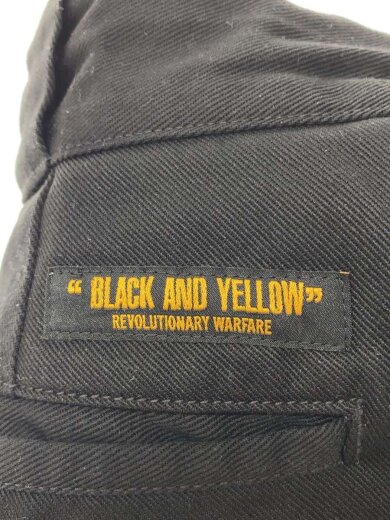 “ BLACK AND YELLOW”
REVOLUTIONARY WARFARE